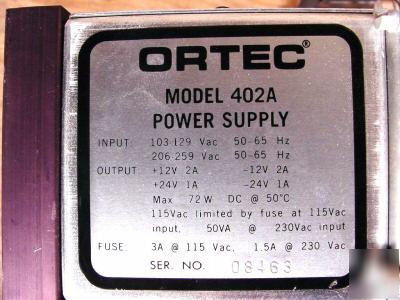 ORTEC®
MODEL 402A
POWER SUPPLY
INPUT: 103-129 Vac 50-65 Hz
206-259 Vac 50-65 Hz
OUTPUT +12V 2A -12V 2A
+24V 1A -24V 1A
Max 72W DC @ 50°C
115Vac limited by fuse at 115Vac
input, 50VA @ 230Vac input
FUSE: 3A @ 115 Vac, 1.5A @ 230 Vac
SER. NO. 08463